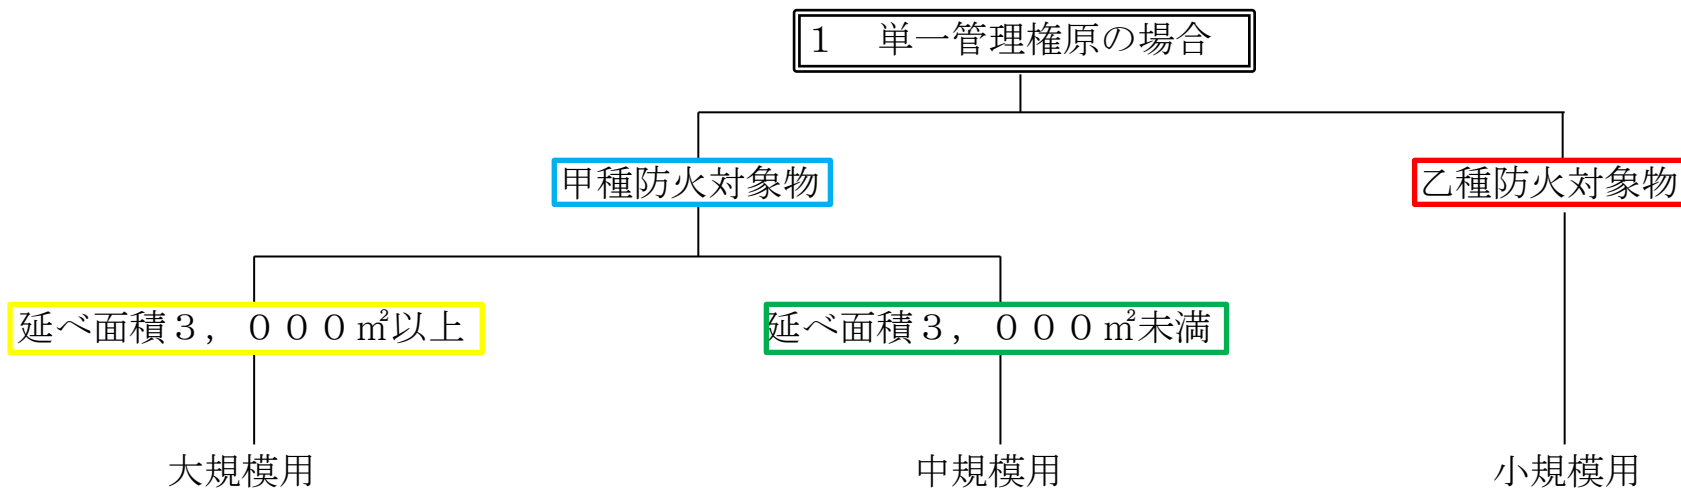 １　単一管理権原の場合
甲種防火対象物
乙種防火対象物
延べ面積３，０００㎡以上
延べ面積３，０００㎡未満
大規模用
中規模用
小規模用